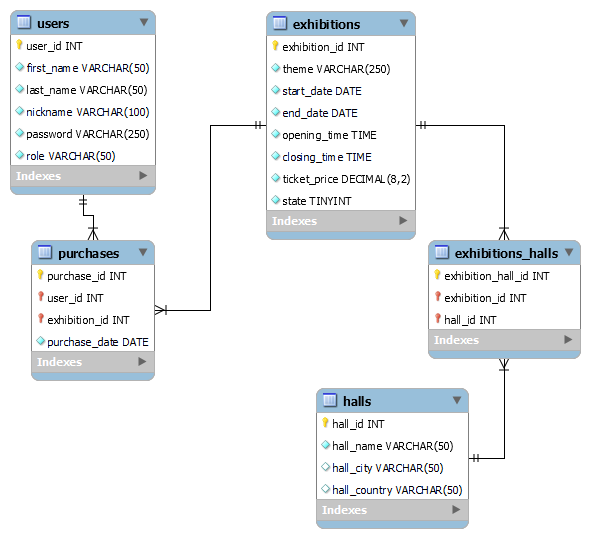 users
user_id INT
first_name VARCHAR(50)
last_name VARCHAR(50)
nickname VARCHAR(100)
password VARCHAR(250)
role VARCHAR(50)
Indexes
exhibitions
exhibition_id INT
theme VARCHAR(250)
start_date DATE
end_date DATE
opening_time TIME
closing_time TIME
ticket_price DECIMAL(8,2)
state TINYINT
Indexes
purchases
purchase_id INT
user_id INT
exhibition_id INT
purchase_date DATE
Indexes
exhibitions_halls
exhibition_hall_id INT
exhibition_id INT
hall_id INT
Indexes
halls
hall_id INT
hall_name VARCHAR(50)
hall_city VARCHAR(50)
hall_country VARCHAR(50)
Indexes